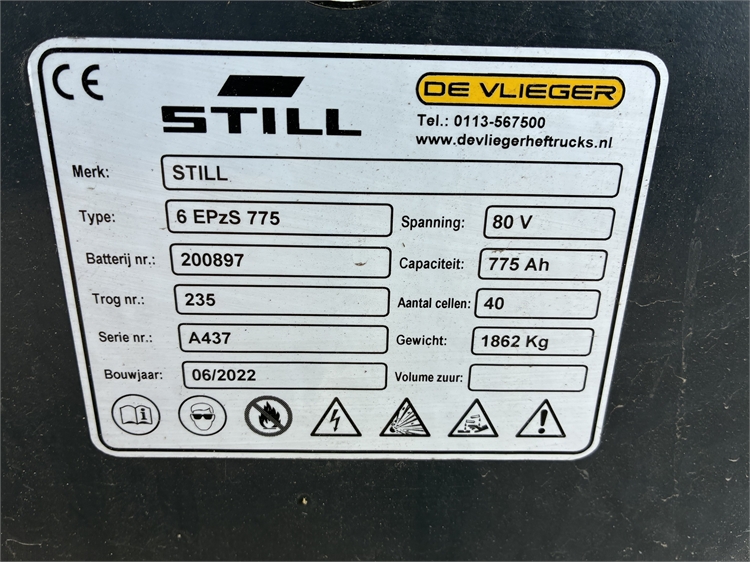 CE
STILL
DE VLIEGER
Tel.: 0113-567500
www.devliegerheftrucks.nl
Merk: STILL
Type: 6 EPzS 775 Spanning: 80 V
Batterij nr.: 200897 Capaciteit: 775 Ah
Trog nr.: 235 Aantal cellen: 40
Serie nr.: A437 Gewicht: 1862 Kg
Bouwjaar: 06/2022 Volume zuur: